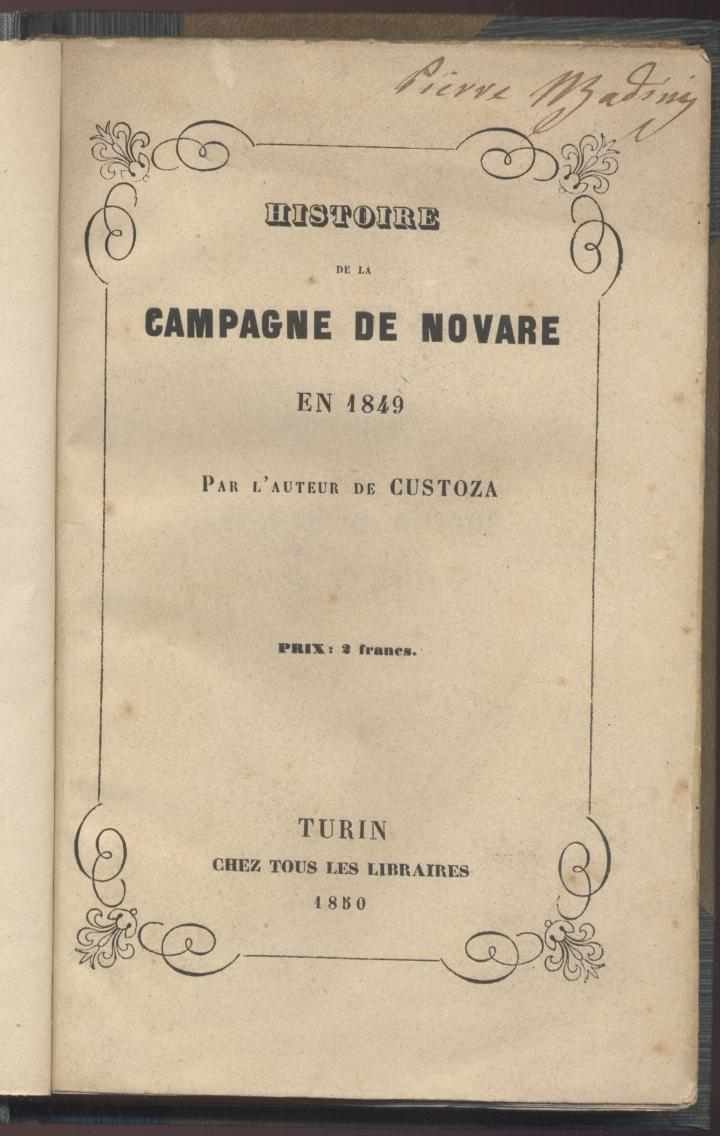 Pierre Madini
HISTOIRE
DE LA
CAMPAGNE DE NOVARE
EN 1849
PAR L'AUTEUR DE CUSTOZA
PRIX: 2 francs.
TURIN
CHEZ TOUS LES LIBRAIRES
1850